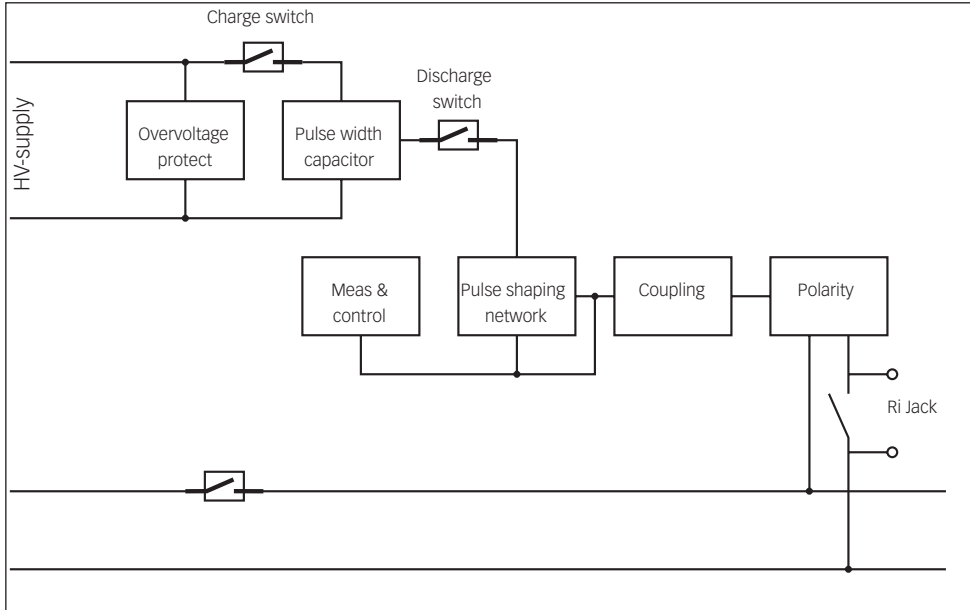 Charge switch
Discharge
switch
HV-supply
Overvoltage
protect
Pulse width
capacitor
Meas &
control
Pulse shaping
network
Coupling
Polarity
Ri Jack